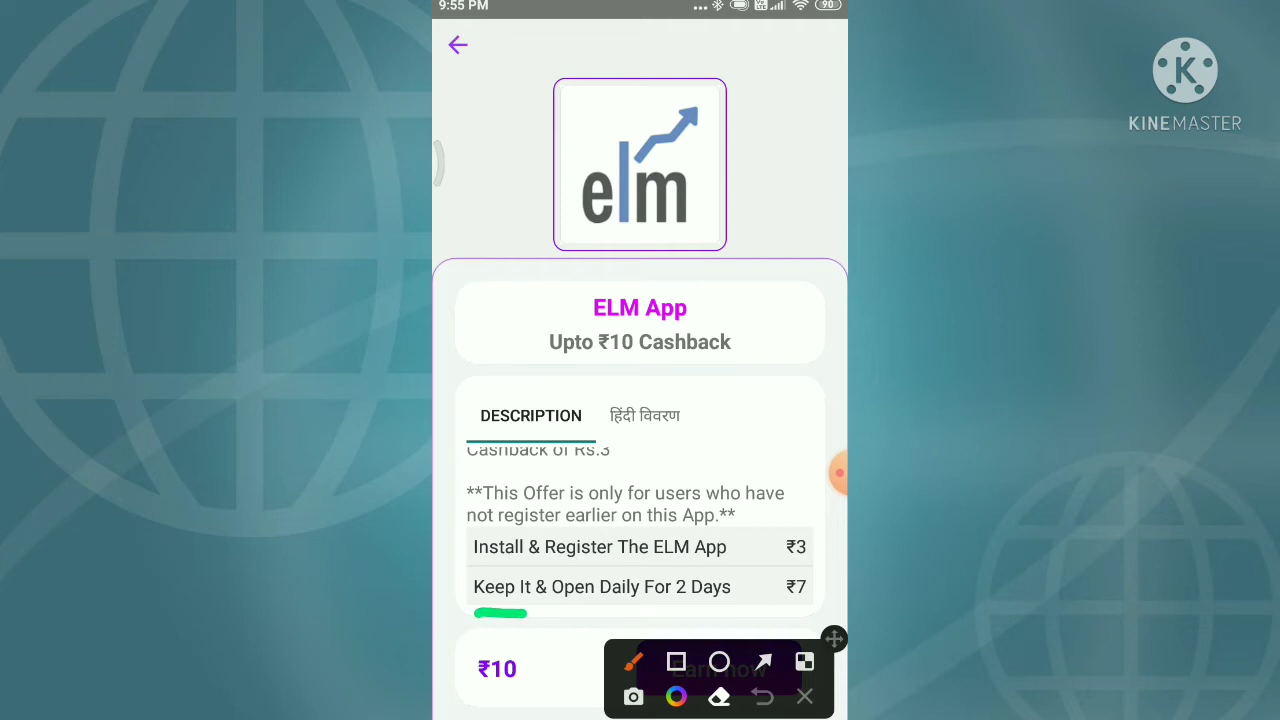 9:55 PM
90
K
KINEMASTER
elm
ELM App
Upto ₹10 Cashback
DESCRIPTION
हिंदी विवरण
Cashback of Rs.3
**This Offer is only for users who have
not register earlier on this App.**
Install & Register The ELM App ₹3
Keep It & Open Daily For 2 Days ₹7
₹10
Earn now